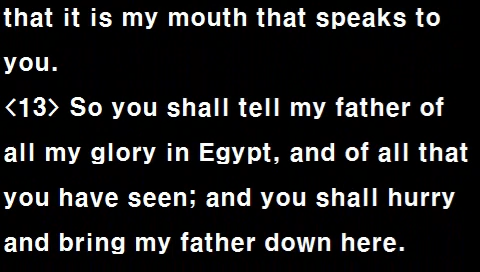 that it is my mouth that speaks to
you.
<13> So you shall tell my father of
all my glory in Egypt, and of all that
you have seen; and you shall hurry
and bring my father down here.